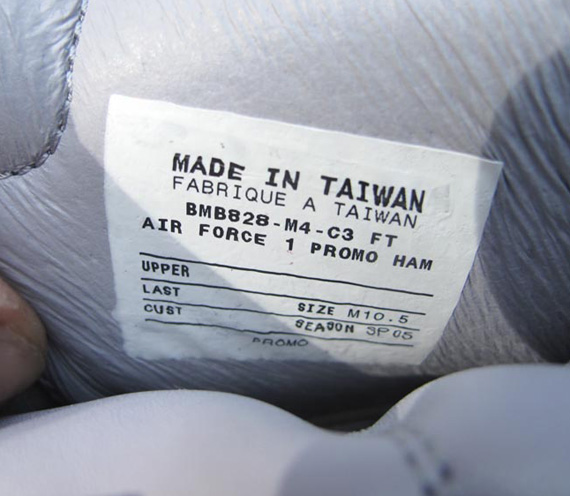 MADE IN TAIWAN
FABRIQUE A TAIWAN
BMB828-M4-C3 FT
AIR FORCE 1 PROMO HAM
UPPER
LAST SIZE M10.5
CUST SEASON SP05
PROMO